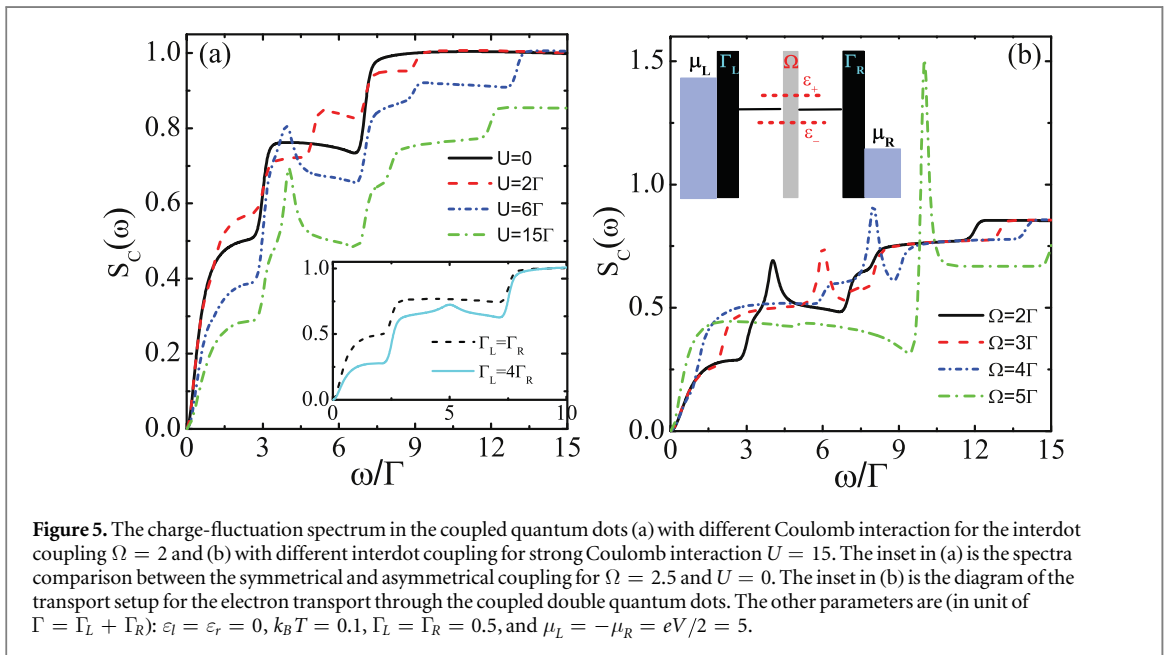 (a)
1.0
0.8
0.6
0.4
0.2
0.0
S_C(ω)
U=0
U=2Γ
U=6Γ
U=15Γ
1.0
0.75
0.5
0.25
0.0
Γ_L=Γ_R
Γ_L=4Γ_R
0 5 10
0 3 6 9 12 15
ω/Γ
(b)
1.5
1.0
0.5
0.0
S_C(ω)
μ_L Γ_L Ω Γ_R
ε_+
ε_-
μ_R
Ω=2Γ
Ω=3Γ
Ω=4Γ
Ω=5Γ
0 3 6 9 12 15
ω/Γ
Figure 5. The charge-fluctuation spectrum in the coupled quantum dots (a) with different Coulomb interaction for the interdot
coupling Ω = 2 and (b) with different interdot coupling for strong Coulomb interaction U = 15. The inset in (a) is the spectra
comparison between the symmetrical and asymmetrical coupling for Ω = 2.5 and U = 0. The inset in (b) is the diagram of the
transport setup for the electron transport through the coupled double quantum dots. The other parameters are (in unit of
Γ = Γ_L + Γ_R): ε_l = ε_r = 0, k_BT = 0.1, Γ_L = Γ_R = 0.5, and μ_L = −μ_R = eV/2 = 5.